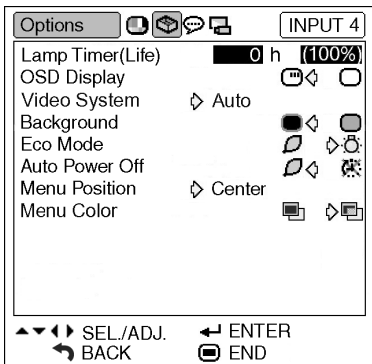 Options INPUT 4
Lamp Timer(Life) 0 h (100%)
OSD Display
Video System Auto
Background
Eco Mode
Auto Power Off
Menu Position Center
Menu Color
SEL./ADJ. ENTER
BACK END